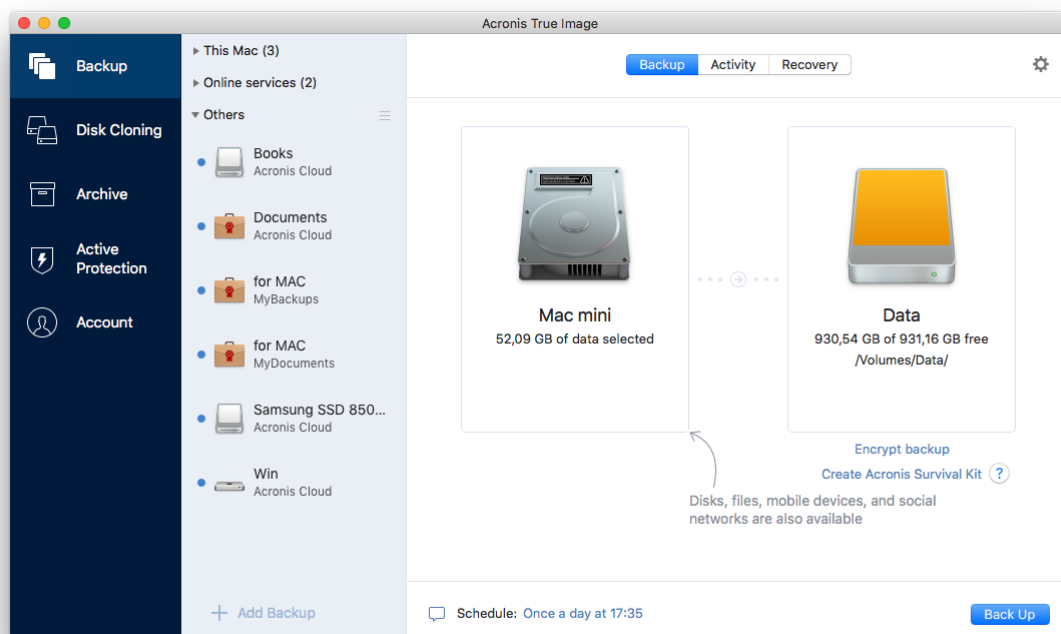 Acronis True Image
Backup
Disk Cloning
Archive
Active
Protection
Account
This Mac (3)
Online services (2)
Others
Books
Acronis Cloud
Documents
Acronis Cloud
for MAC
MyBackups
for MAC
MyDocuments
Samsung SSD 850...
Acronis Cloud
Win
Acronis Cloud
Add Backup
Backup Activity Recovery
Mac mini
52,09 GB of data selected
Data
930,54 GB of 931,16 GB free
/Volumes/Data/
Encrypt backup
Create Acronis Survival Kit ?
Disks, files, mobile devices, and social
networks are also available
Schedule: Once a day at 17:35
Back Up